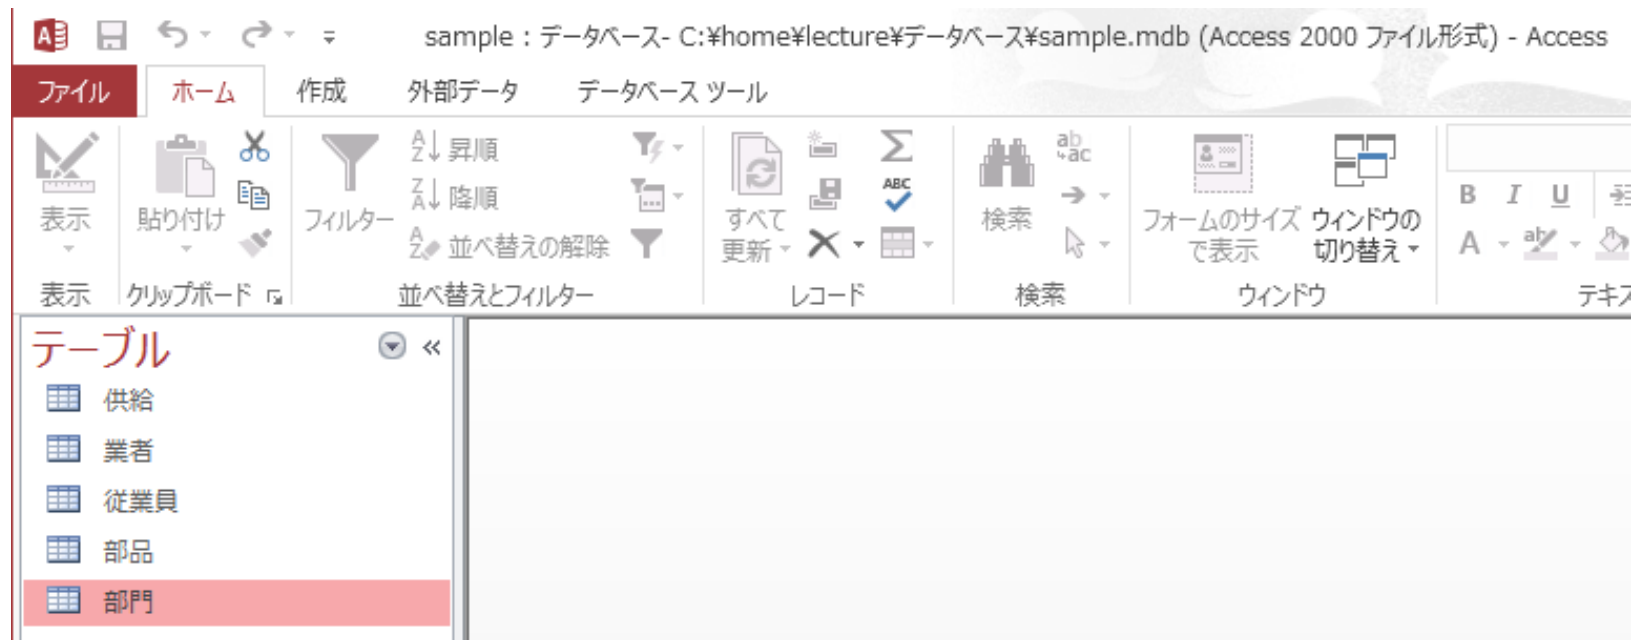 sample : データベース- C:¥home¥lecture¥データベース¥sample.mdb (Access 2000 ファイル形式) - Access
ファイル ホーム 作成 外部データ データベース ツール
表示
貼り付け
フィルター
昇順
降順
並べ替えの解除
すべて
更新
ABC
検索
ab
ac
フォームのサイズ
で表示
ウィンドウの
切り替え
B I U
A ab
表示 クリップボード 並べ替えとフィルター レコード 検索 ウィンドウ テキス
テーブル «
供給
業者
従業員
部品
部門